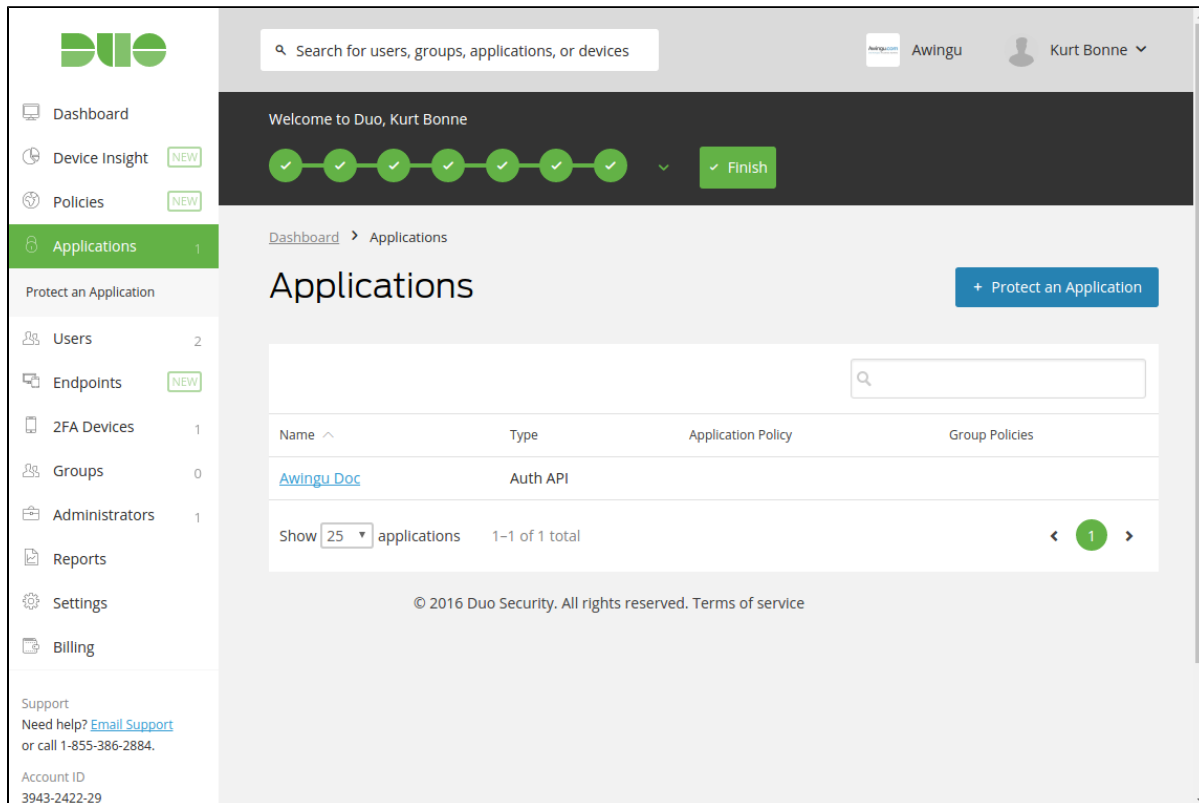 DUO
Search for users, groups, applications, or devices
Awingu.com
Awingu
Kurt Bonne
Dashboard
Device Insight NEW
Policies NEW
Applications 1
Protect an Application
Users 2
Endpoints NEW
2FA Devices 1
Groups 0
Administrators 1
Reports
Settings
Billing
Support
Need help? Email Support
or call 1-855-386-2884.
Account ID
3943-2422-29
Welcome to Duo, Kurt Bonne
Finish
Dashboard > Applications
Applications
+ Protect an Application
Name Type Application Policy Group Policies
Awingu Doc Auth API
Show 25 applications 1–1 of 1 total
1
© 2016 Duo Security. All rights reserved. Terms of service